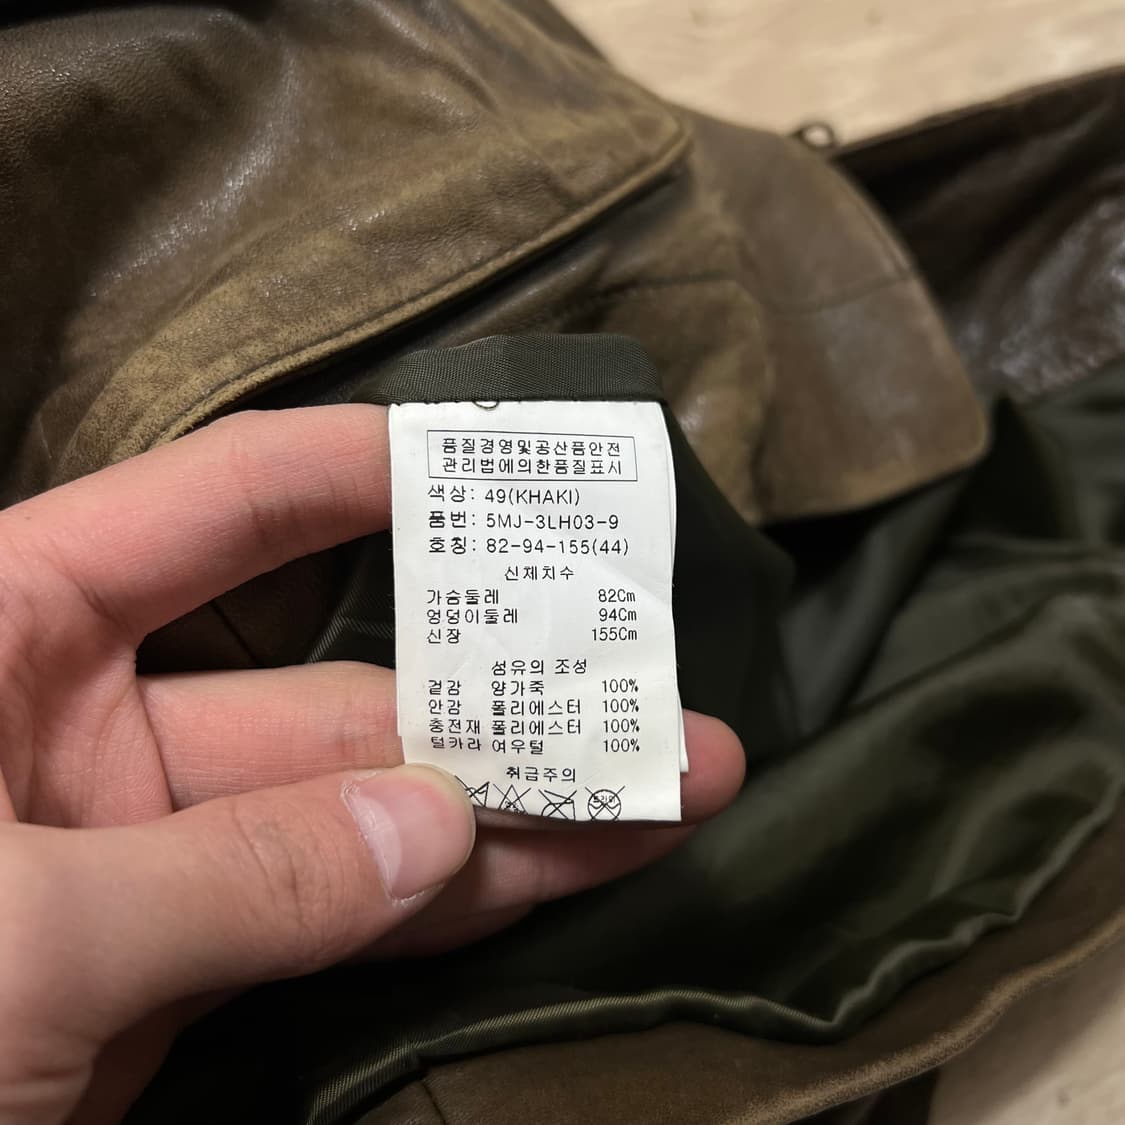 품질경영및공산품안전
관리법에의한품질표시
색상: 49(KHAKI)
품번: 5MJ-3LH03-9
호칭: 82-94-155(44)
신체치수
가슴둘레 82Cm
엉덩이둘레 94Cm
신장 155Cm
섬유의 조성
겉감 양가죽 100%
안감 폴리에스터 100%
충전재 폴리에스터 100%
털카라 여우털 100%
취급주의